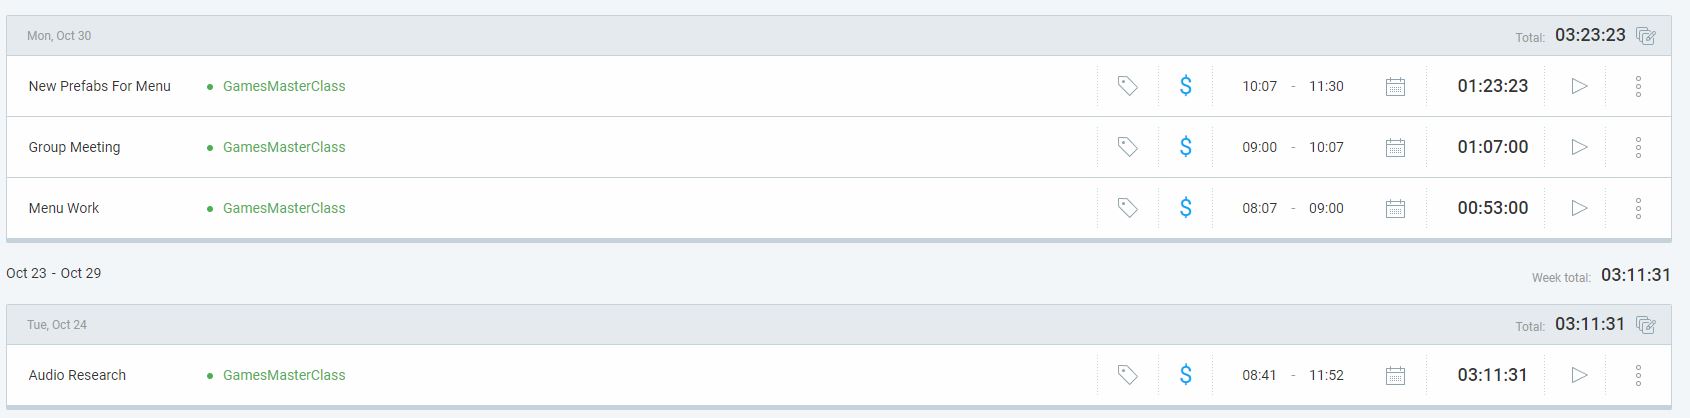 Mon, Oct 30 Total: 03:23:23
New Prefabs For Menu GamesMasterClass $ 10:07 - 11:30 01:23:23
Group Meeting GamesMasterClass $ 09:00 - 10:07 01:07:00
Menu Work GamesMasterClass $ 08:07 - 09:00 00:53:00
Oct 23 - Oct 29 Week total: 03:11:31
Tue, Oct 24 Total: 03:11:31
Audio Research GamesMasterClass $ 08:41 - 11:52 03:11:31